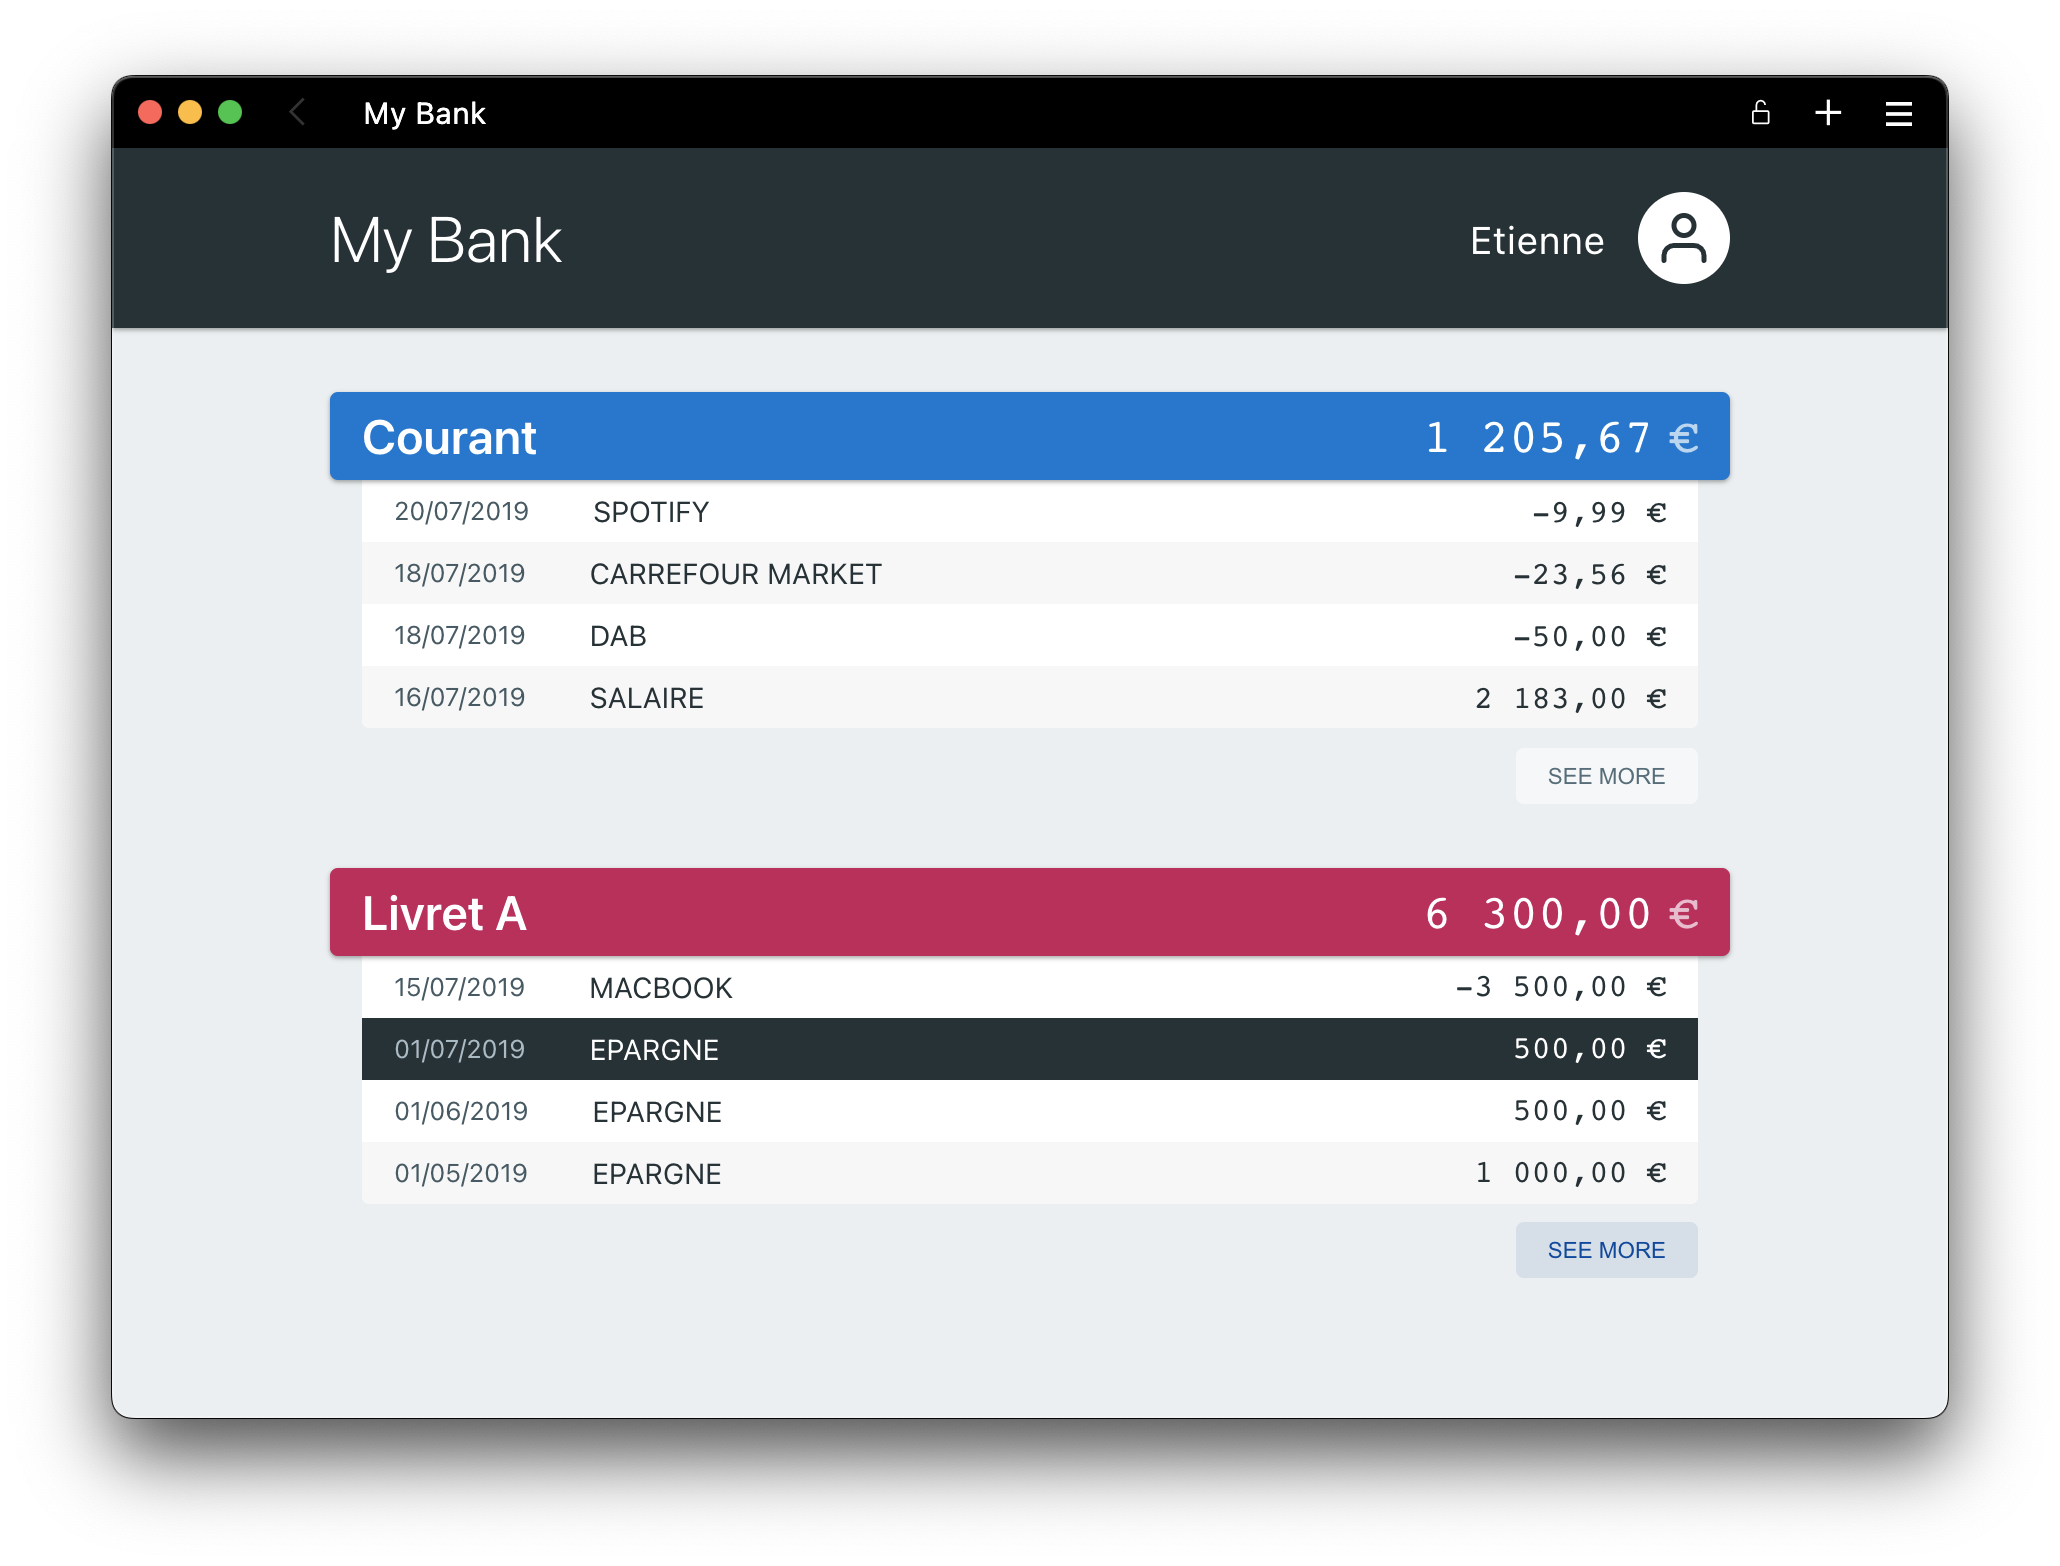 My Bank
My Bank
Etienne
Courant 1 205,67 €
20/07/2019 SPOTIFY -9,99 €
18/07/2019 CARREFOUR MARKET -23,56 €
18/07/2019 DAB -50,00 €
16/07/2019 SALAIRE 2 183,00 €
SEE MORE
Livret A 6 300,00 €
15/07/2019 MACBOOK -3 500,00 €
01/07/2019 EPARGNE 500,00 €
01/06/2019 EPARGNE 500,00 €
01/05/2019 EPARGNE 1 000,00 €
SEE MORE